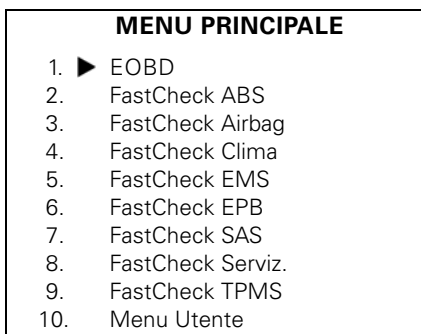 MENU PRINCIPALE
1. ▶ EOBD
2. FastCheck ABS
3. FastCheck Airbag
4. FastCheck Clima
5. FastCheck EMS
6. FastCheck EPB
7. FastCheck SAS
8. FastCheck Serviz.
9. FastCheck TPMS
10. Menu Utente